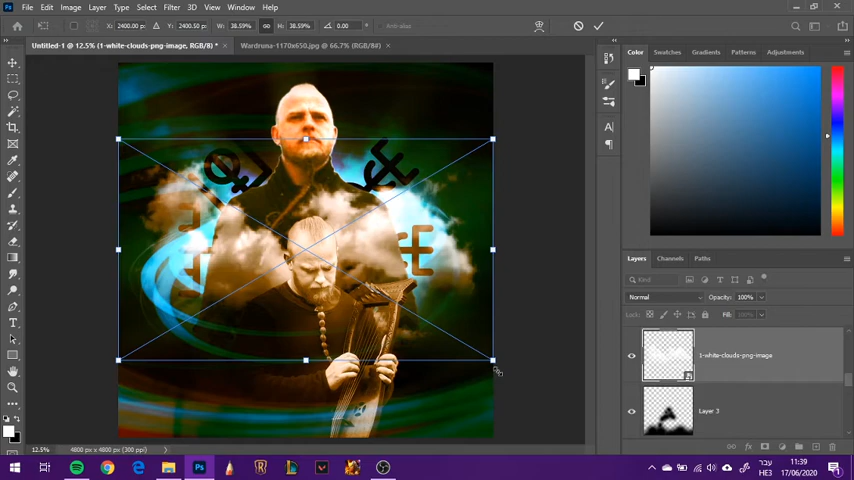 File Edit Image Layer Type Select Filter 3D View Window Help
X: 2400.00 px Y: 2400.50 px W: 38.59% H: 38.59% 0.00 ° Anti-alias
Untitled-1 @ 12.5% (1-white-clouds-png-image, RGB/8) * × Wardruna-1170x650.jpg @ 66.7% (RGB/8#) ×
Color Swatches Gradients Patterns Adjustments
Layers Channels Paths
Kind
Normal Opacity: 100%
Lock: Fill: 100%
1-white-clouds-png-image
Layer 3
12.5% 4800 px x 4800 px (300 ppi)
עבר 11:39
HE3 17/06/2020